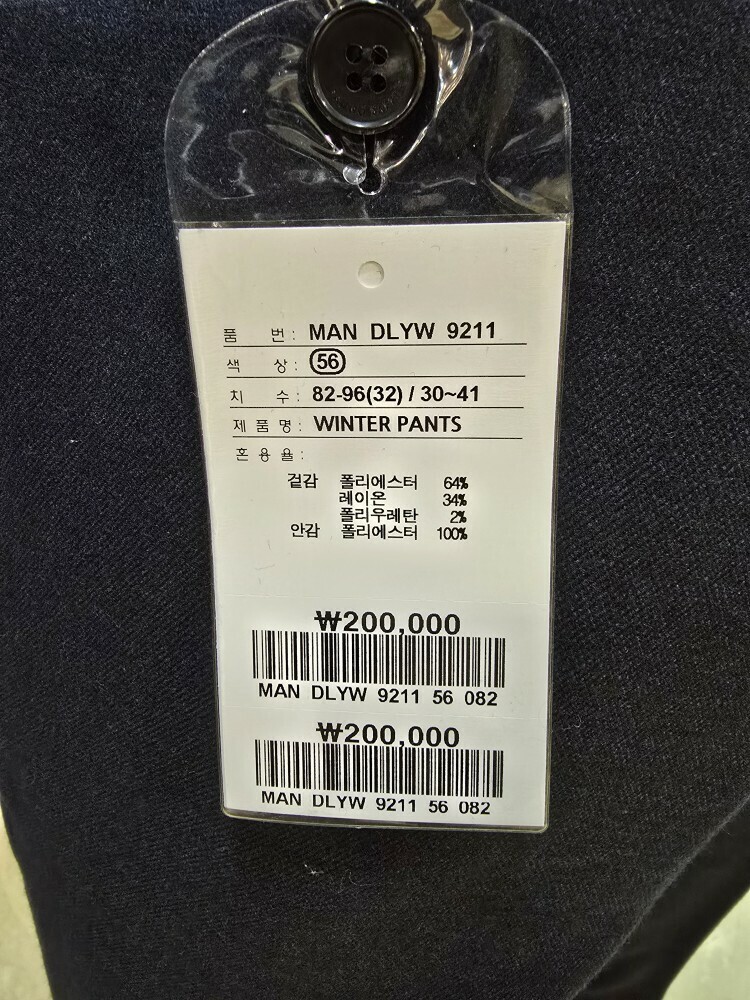 품 번 : MAN DLYW 9211
색 상 : 56
치 수 : 82-96(32) / 30~41
제 품 명 : WINTER PANTS
혼 용 율 :
겉감 폴리에스터 64%
레이온 34%
폴리우레탄 2%
안감 폴리에스터 100%
₩200,000
MAN DLYW 9211 56 082
₩200,000
MAN DLYW 9211 56 082